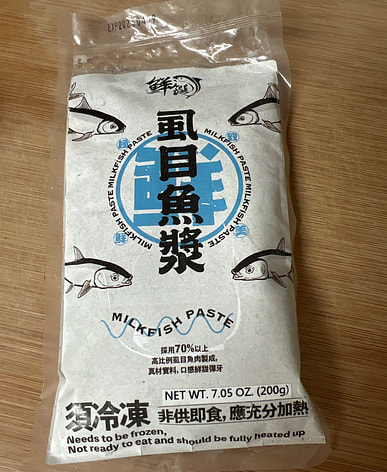 鮮
虱目魚漿
MILKFISH PASTE MILKFISH PASTE
MILKFISH PASTE MILKFISH PASTE
鮮
美
MILKFISH PASTE
採用70%以上
高比例虱目魚肉製成,
真材實料, 口感鮮甜彈牙
NET WT. 7.05 OZ. (200g)
須冷凍 非供即食, 應充分加熱
Needs to be frozen,
Not ready to eat and should be fully heated up